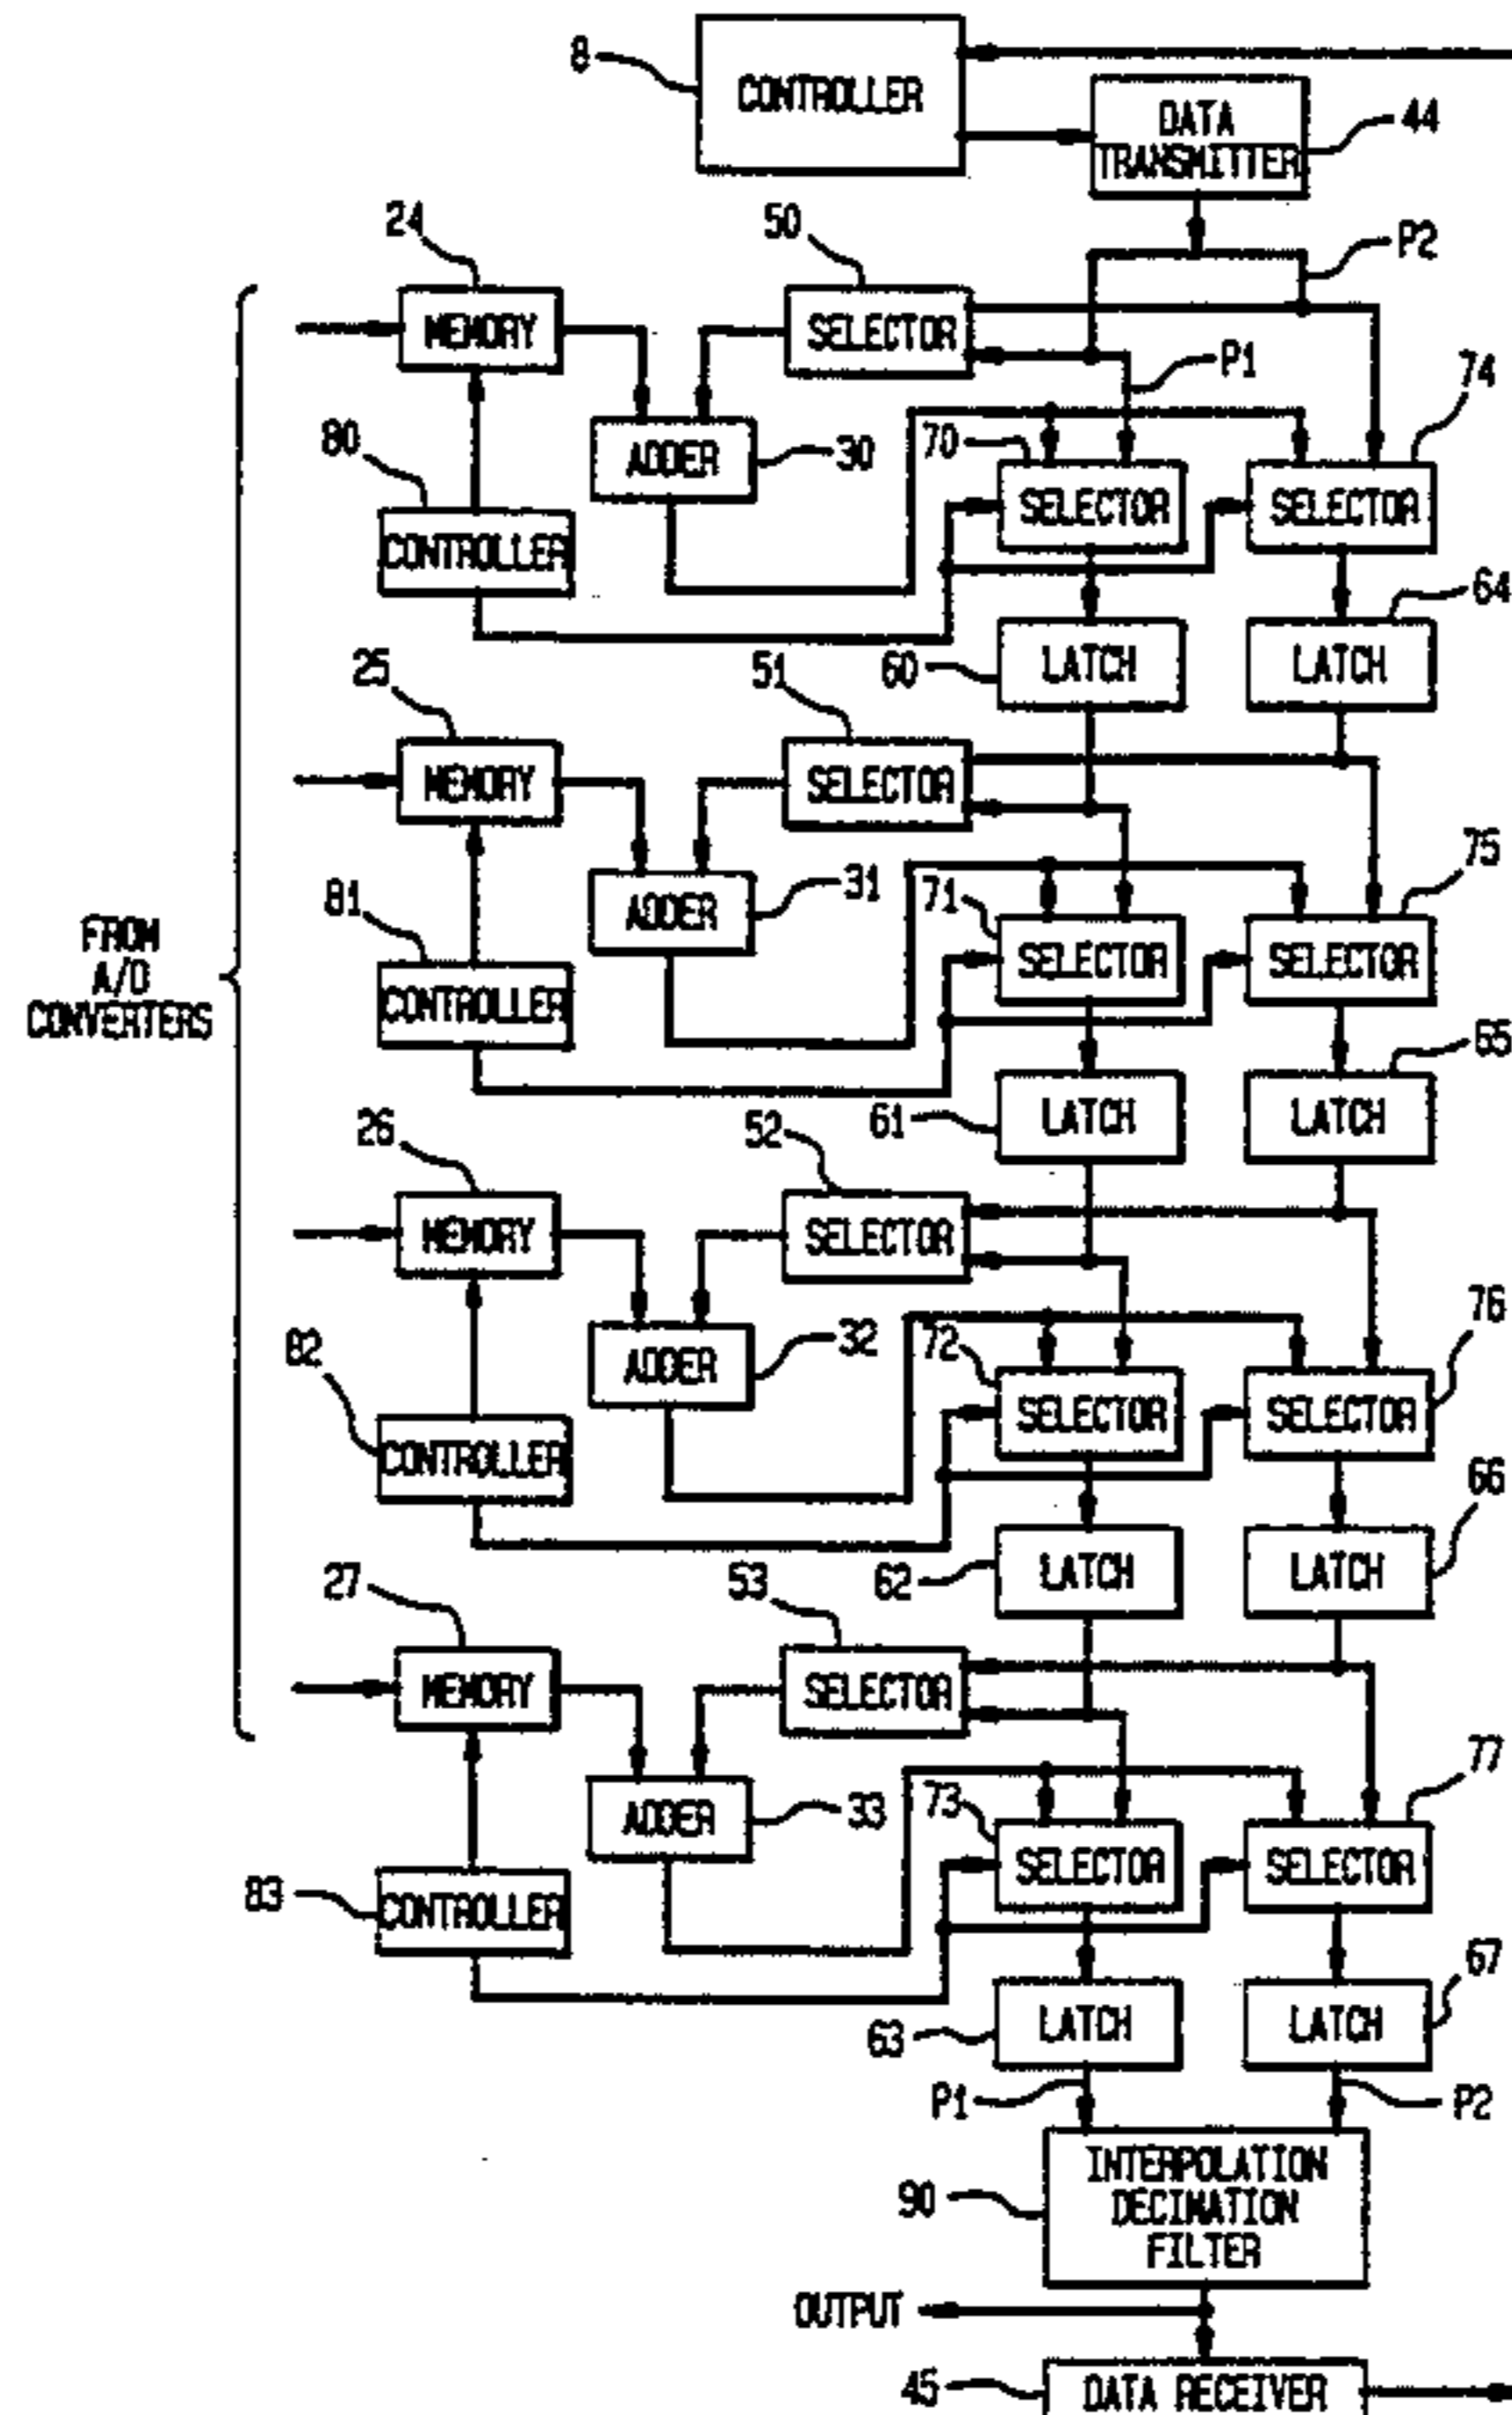 8
CONTROLLER
DATA
TRANSMITTER
44
24
50
P2
MEMORY
SELECTOR
P1
74
80
ADDER
30
70
SELECTOR
SELECTOR
CONTROLLER
64
25
51
60
LATCH
LATCH
MEMORY
SELECTOR
75
81
ADDER
31
71
SELECTOR
SELECTOR
FROM
A/D
CONVERTERS
CONTROLLER
65
26
52
61
LATCH
LATCH
MEMORY
SELECTOR
76
82
ADDER
32
72
SELECTOR
SELECTOR
CONTROLLER
66
27
53
62
LATCH
LATCH
MEMORY
SELECTOR
77
83
ADDER
33
73
SELECTOR
SELECTOR
CONTROLLER
67
63
LATCH
LATCH
P1
P2
90
INTERPOLATION
DECIMATION
FILTER
OUTPUT
45
DATA RECEIVER